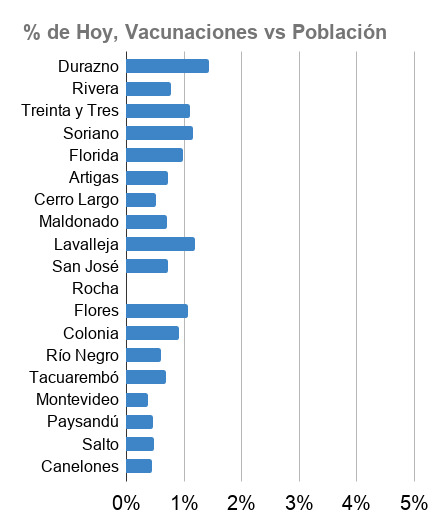 % de Hoy, Vacunaciones vs Población
Durazno
Rivera
Treinta y Tres
Soriano
Florida
Artigas
Cerro Largo
Maldonado
Lavalleja
San José
Rocha
Flores
Colonia
Río Negro
Tacuarembó
Montevideo
Paysandú
Salto
Canelones
0% 1% 2% 3% 4% 5%